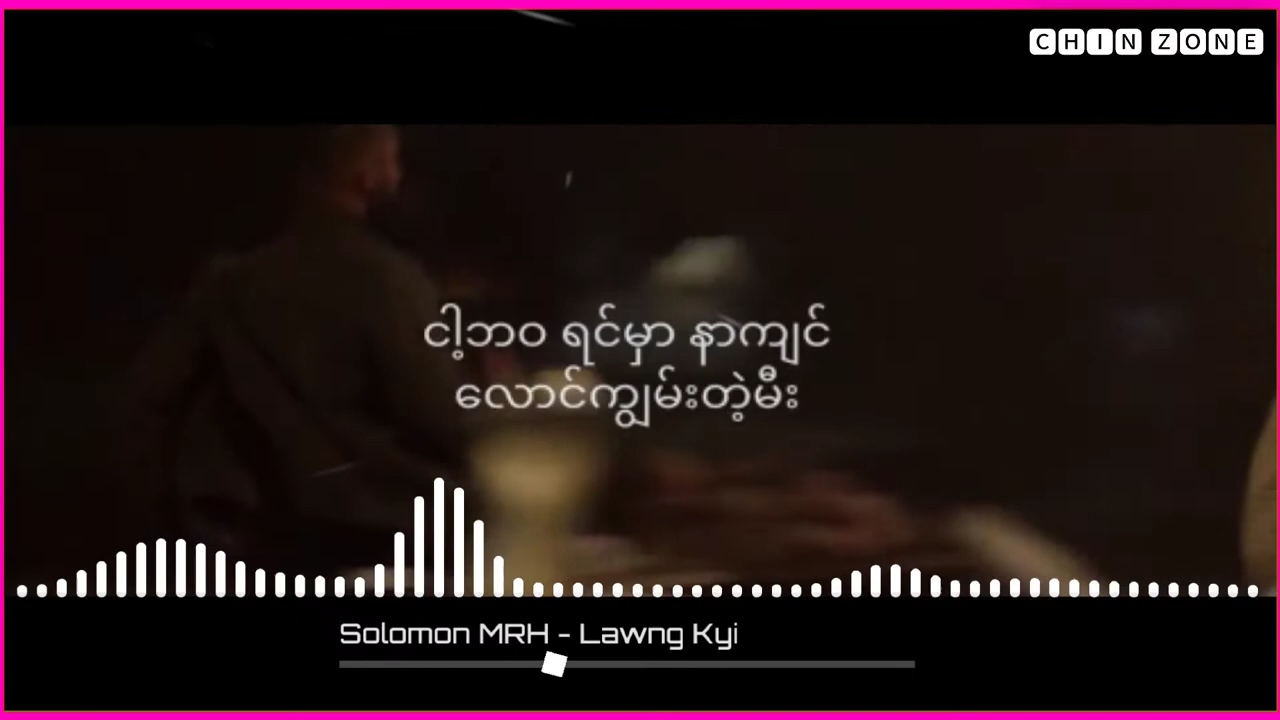 CHIN ZONE
ငါ့ဘဝ ရင်မှာ နာကျင်
လောင်ကျွမ်းတဲ့မီး
Solomon MRH - Lawng Kyi